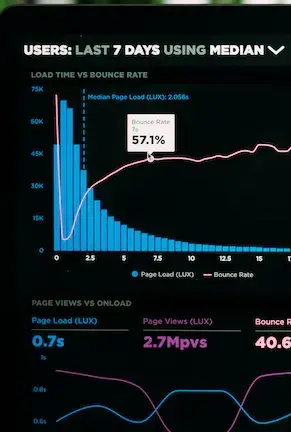 USERS: LAST 7 DAYS USING MEDIAN
LOAD TIME VS BOUNCE RATE
75K
Median Page Load (LUX): 2.056s
60K
Bounce Rate
7s
57.1%
45K
30K
15K
0
0 2.5 5 7.5 10 12.5 15
Page Load (LUX) Bounce Rate
PAGE VIEWS VS ONLOAD
Page Load (LUX) Page Views (LUX) Bounce R
0.7s 2.7Mpvs 40.6
1s
0.8s
0.6s